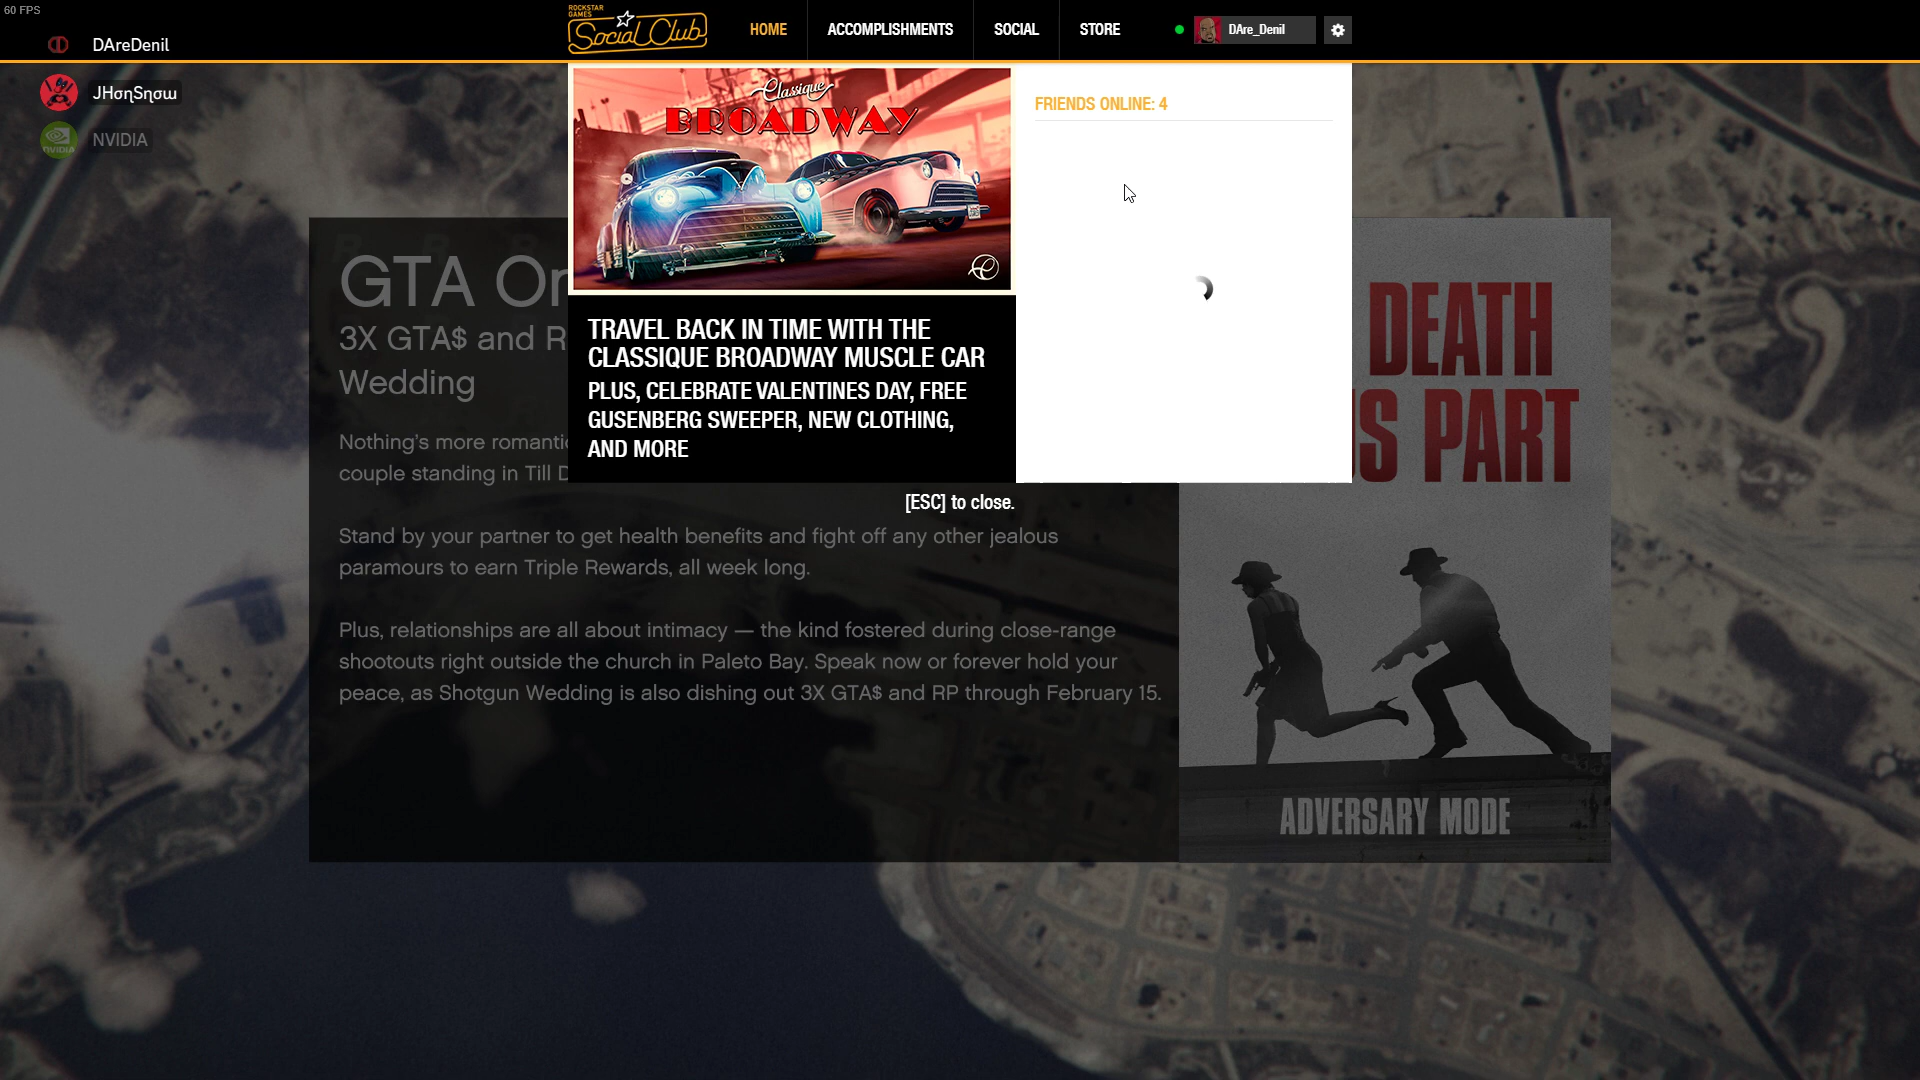 60 FPS
DAreDenil
JHσηSησɯ
NVIDIA
ROCKSTAR
GAMES
Social Club
HOME
ACCOMPLISHMENTS
SOCIAL
STORE
DAre_Denil
Classique
BROADWAY
FRIENDS ONLINE: 4
TRAVEL BACK IN TIME WITH THE
CLASSIQUE BROADWAY MUSCLE CAR
PLUS, CELEBRATE VALENTINES DAY, FREE
GUSENBERG SWEEPER, NEW CLOTHING,
AND MORE
[ESC] to close.
GTA
3X GTA$ and R
Wedding
Nothing's more romantic
couple standing in Till D
Stand by your partner to get health benefits and fight off any other jealous
paramours to earn Triple Rewards, all week long.
Plus, relationships are all about intimacy — the kind fostered during close-range
shootouts right outside the church in Paleto Bay. Speak now or forever hold your
peace, as Shotgun Wedding is also dishing out 3X GTA$ and RP through February 15.
DEATH
S PART
ADVERSARY MODE